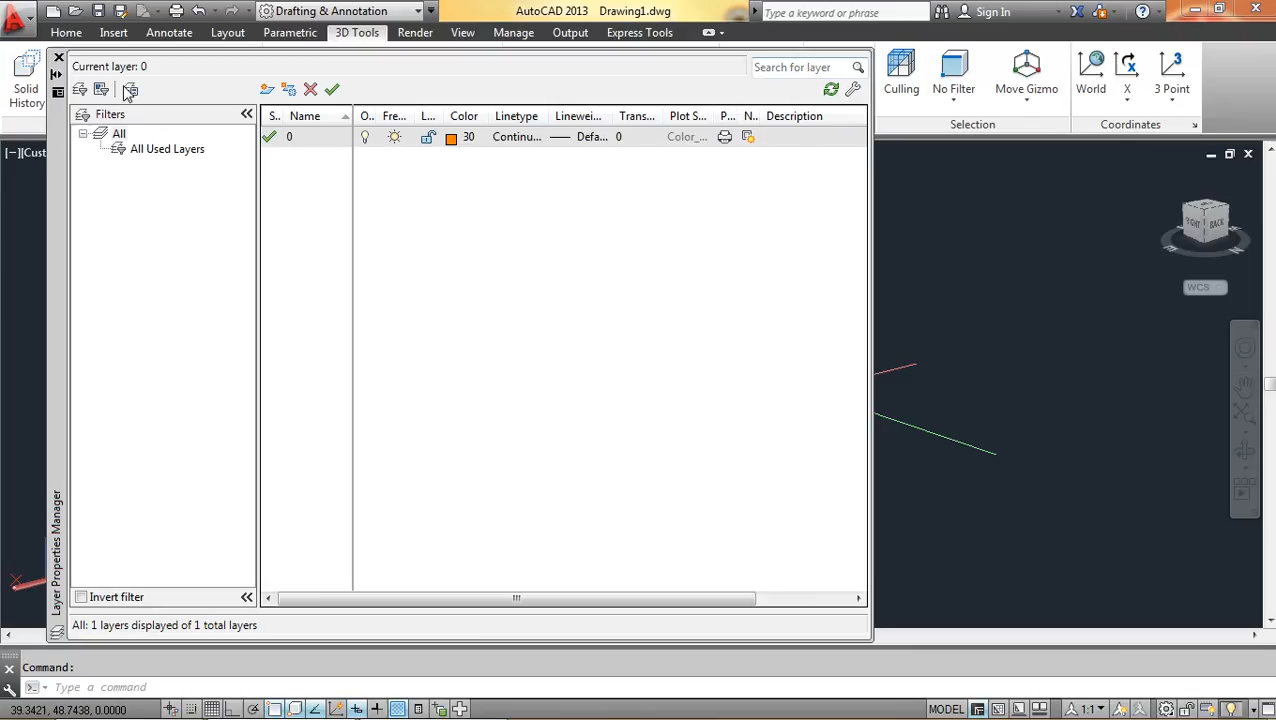 Drafting & Annotation
AutoCAD 2013 Drawing1.dwg
Type a keyword or phrase
Sign In
Home Insert Annotate Layout Parametric 3D Tools Render View Manage Output Express Tools
Solid
History
Culling
No Filter
Move Gizmo
World
X
3 Point
Selection
Coordinates
Current layer: 0
Search for layer
Filters
All
All Used Layers
S.. Name O.. Fre... L... Color Linetype Linewei... Trans... Plot S... P... N.. Description
0 30 Continu... Defa... 0 Color_...
[−][Cust
RIGHT
BACK
WCS
Layer Properties Manager
Invert filter
All: 1 layers displayed of 1 total layers
Command:
Type a command
39.3421, 48.7438, 0.0000
MODEL
1:1